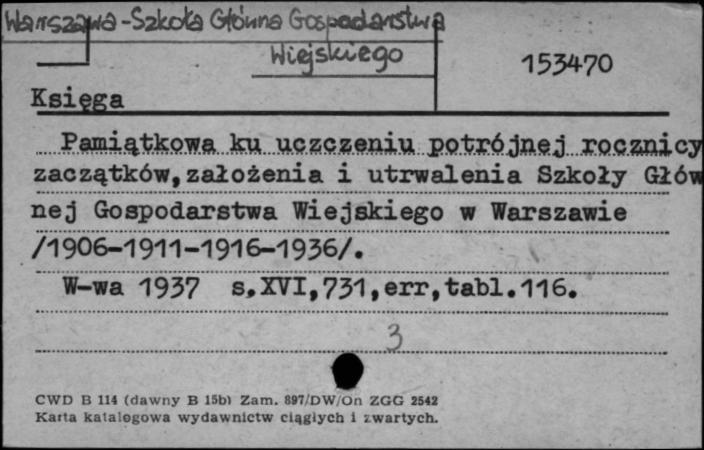 Warszawa-Szkoła Główna Gospodarstwa
Wiejskiego
153470
Księga
Pamiątkowa ku uczczeniu potrójnej rocznicy
zaczątków,założenia i utrwalenia Szkoły Głów
nej Gospodarstwa Wiejskiego w Warszawie
/1906-1911-1916-1936/.
W-wa 1937 s,XVI,731,err,tabl.116.
3
CWD B 114 (dawny B 15b) Zam. 897/DW/On ZGG 2542
Karta katalogowa wydawnictw ciągłych i zwartych.